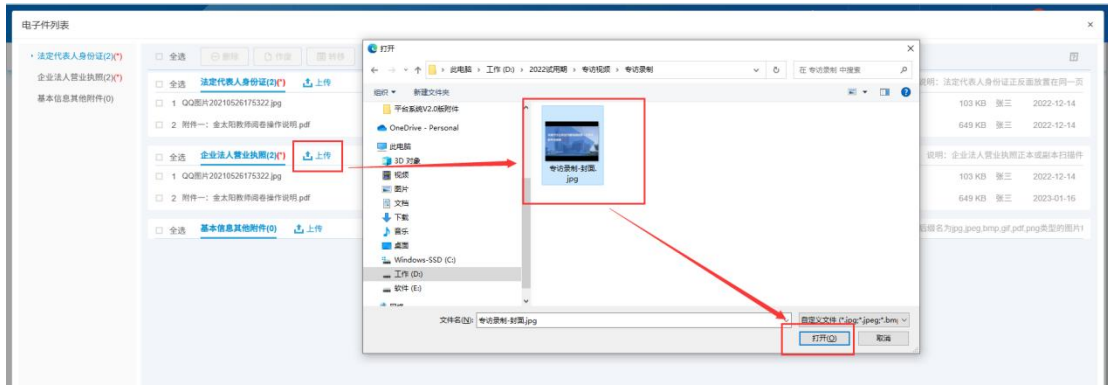 电子件列表
×
法定代表人身份证(2)(*)
企业法人营业执照(2)(*)
基本信息其他附件(0)
全选 删除
全选 法定代表人身份证(2)(*) 上传
说明：法定代表人身份证正反面放置在同一页
1 QQ图片20210526175322.jpg 103 KB 张三 2022-12-14
2 附件一：金太阳教师阅卷操作说明.pdf 649 KB 张三 2022-12-14
全选 企业法人营业执照(2)(*) 上传
说明：企业法人营业执照正本或副本扫描件
1 QQ图片20210526175322.jpg 103 KB 张三 2022-12-14
2 附件一：金太阳教师阅卷操作说明.pdf 649 KB 张三 2023-01-16
全选 基本信息其他附件(0) 上传
后缀名为jpg,jpeg,bmp,gif,pdf,png类型的图片
打开
此电脑 › 工作 (D:) › 2022试用期 › 专访视频 › 专访录制
在 专访录制 中搜索
组织 新建文件夹
平台系统V2.0版附件
OneDrive - Personal
此电脑
3D 对象
视频
图片
文档
下载
音乐
桌面
Windows-SSD (C:)
工作 (D:)
软件 (E:)
专访录制-封面.
jpg
文件名(N): 专访录制-封面.jpg
自定义文件 (*.jpg;*.jpeg;*.bm
打开(O) 取消